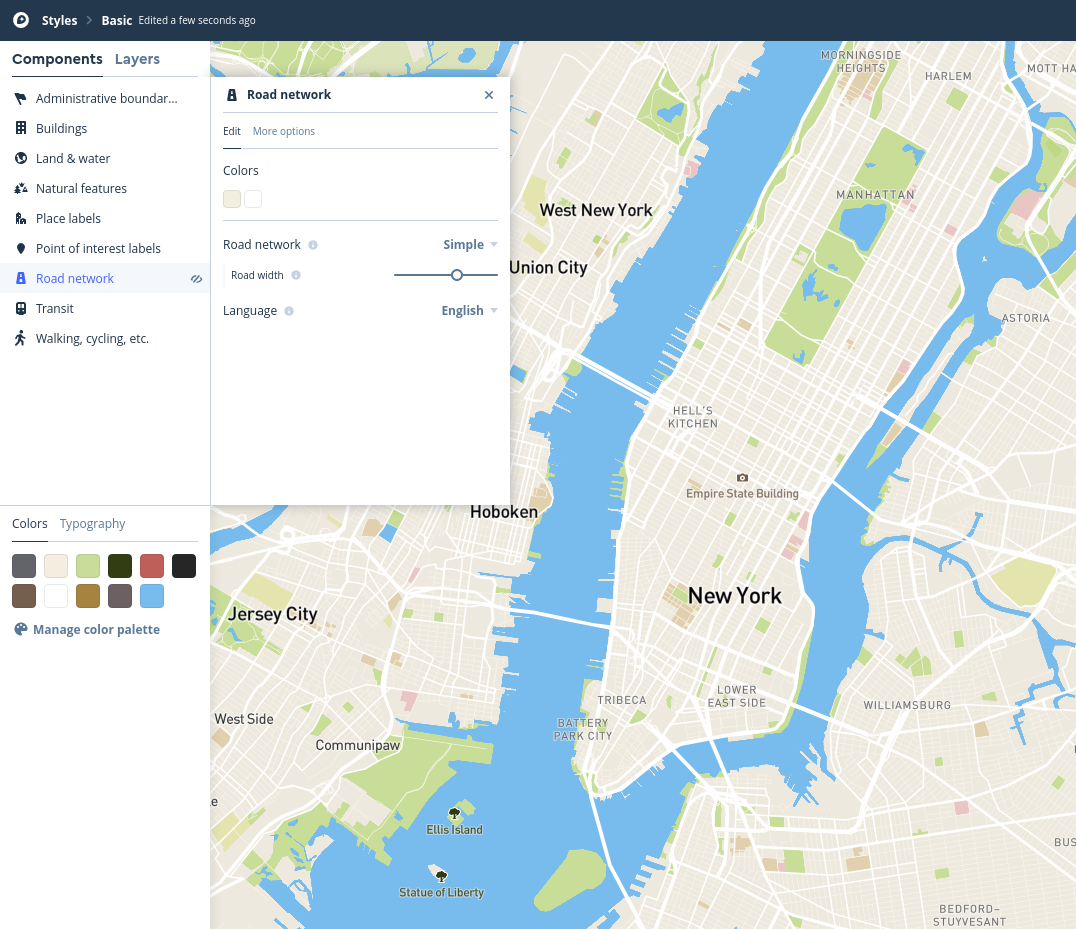 Styles
Basic
Edited a few seconds ago
Components
Layers
Administrative boundar...
Buildings
Land & water
Natural features
Place labels
Point of interest labels
Road network
Transit
Walking, cycling, etc.
Colors
Typography
Manage color palette
Road network
Edit
More options
Colors
Road network
Simple
Road width
Language
English
MORNINGSIDE
HEIGHTS
HARLEM
MOTT HA
MANHATTAN
West New York
Union City
ASTORIA
HELL'S
KITCHEN
Empire State Building
Hoboken
New York
Jersey City
TRIBECA
LOWER
EAST SIDE
WILLIAMSBURG
West Side
BATTERY
PARK CITY
Communipaw
Ellis Island
BUS
Statue of Liberty
BEDFORD–
STUYVESANT